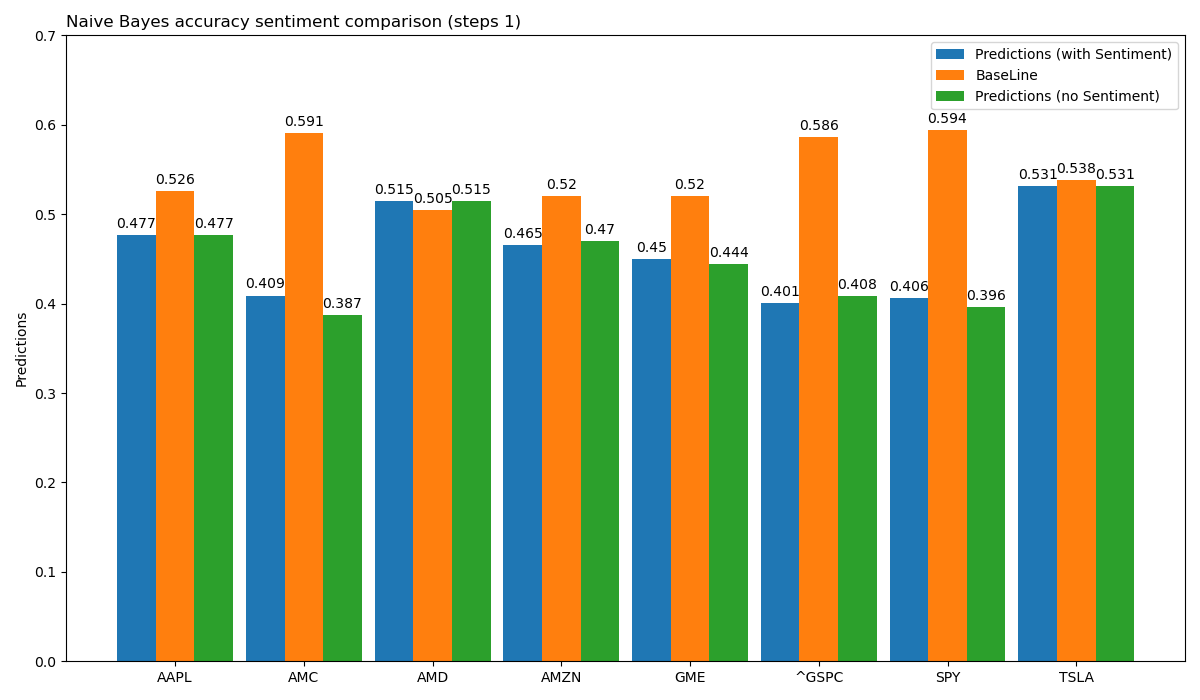 Naive Bayes accuracy sentiment comparison (steps 1)
Predictions (with Sentiment)
BaseLine
Predictions (no Sentiment)
Predictions
0.7
0.6
0.5
0.4
0.3
0.2
0.1
0.0
0.477 0.526 0.477
0.409 0.591 0.387
0.515 0.505 0.515
0.465 0.52 0.47
0.45 0.52 0.444
0.401 0.586 0.408
0.406 0.594 0.396
0.531 0.538 0.531
AAPL AMC AMD AMZN GME ^GSPC SPY TSLA